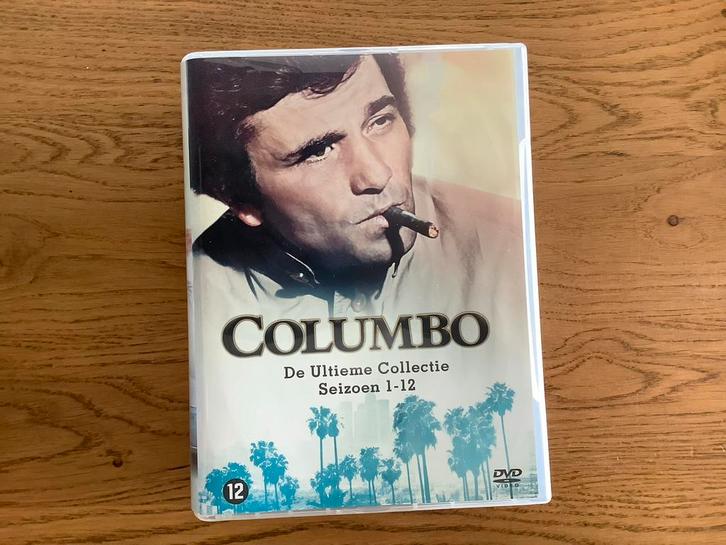 COLUMBO
De Ultieme Collectie
Seizoen 1-12
12
DVD
VIDEO